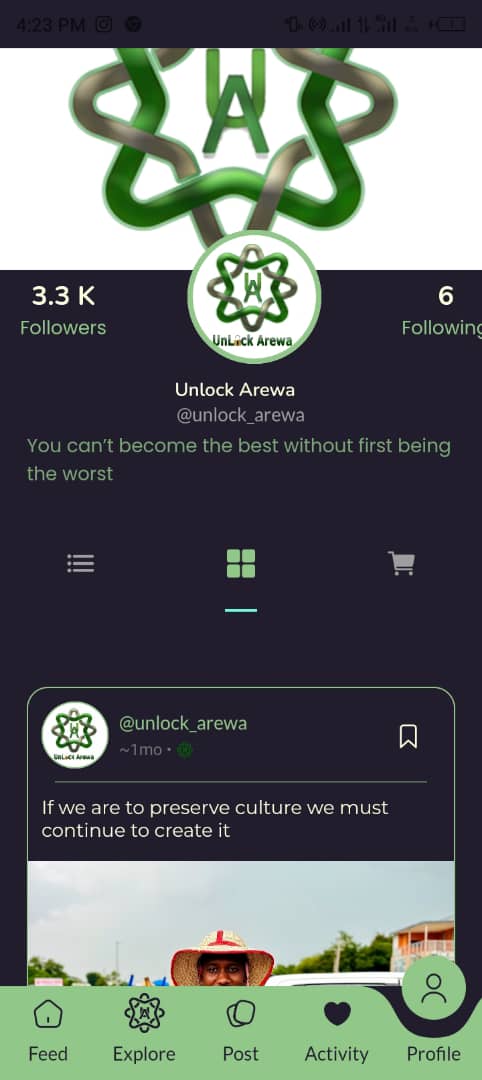 4:23 PM
U
A
3.3 K
6
Followers
Following
UnLock Arewa
Unlock Arewa
@unlock_arewa
You can't become the best without first being
the worst
@unlock_arewa
UnLock Arewa
~1mo •
If we are to preserve culture we must
continue to create it
Feed
Explore
Post
Activity
Profile